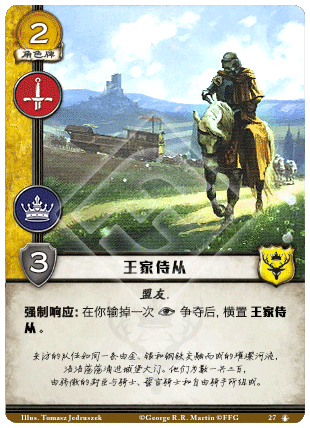 2
角色牌
3
王家侍从
盟友.
强制响应: 在你输掉一次 争夺后, 横置 王家侍
从 。
来访的队伍如同一条由金、银和钢铁交融而成的璀璨河流,
浩浩荡荡涌过城堡大门。他们为数一共三百,
由骄傲的封臣与骑士、誓言骑士和自由骑手所组成。
Illus. Tomasz Jedruszek
©George R.R. Martin ©FFG
27